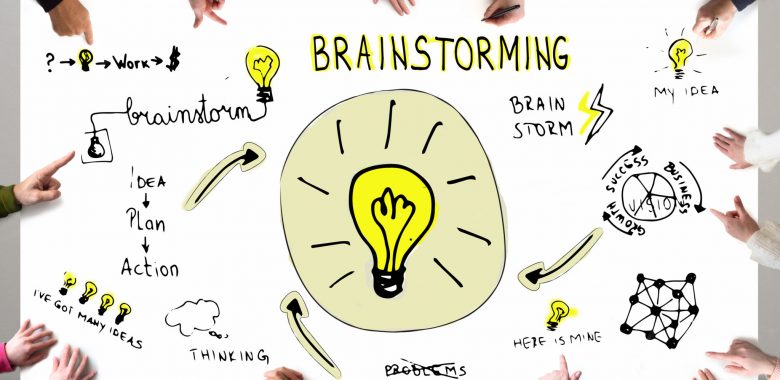 BRAINSTORMING
? → → WORK → $
brainstorm
BRAIN
STORM
MY IDEA
IDEA
Plan
Action
SUCCESS
BUSINESS
GROWTH
VISIO
I'VE GOT MANY IDEAS
THINKING
HERE IS MINE
PROBLEMS